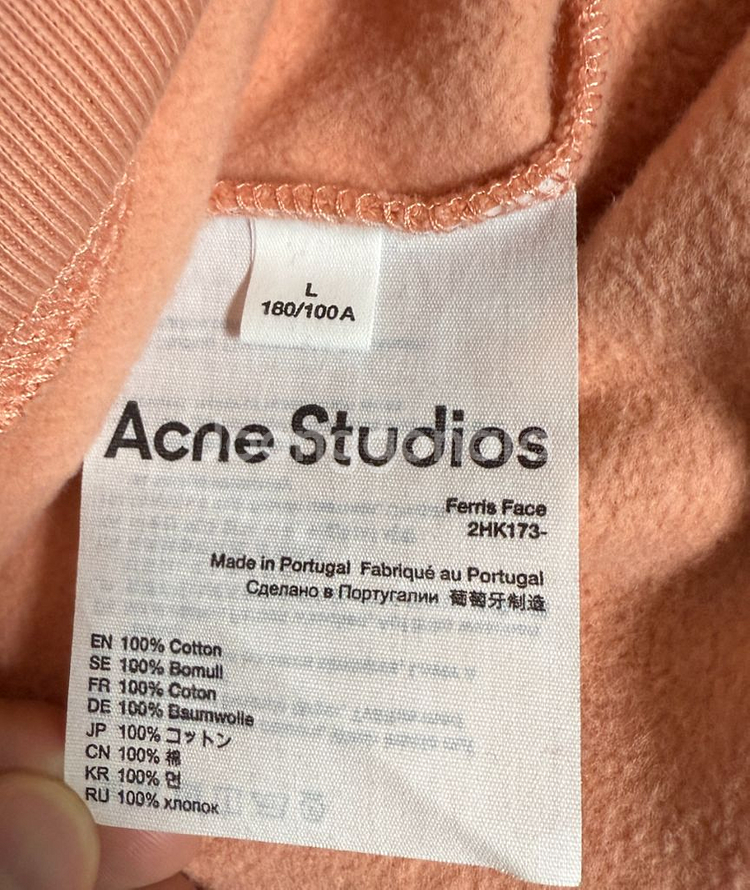 L
180/100A
Acne Studios
Ferris Face
2HK173-
Made in Portugal Fabriqué au Portugal
Сделано в Португалии 葡萄牙制造
EN 100% Cotton
SE 100% Bomull
FR 100% Coton
DE 100% Baumwolle
JP 100% コットン
CN 100% 棉
KR 100% 면
RU 100% хлопок